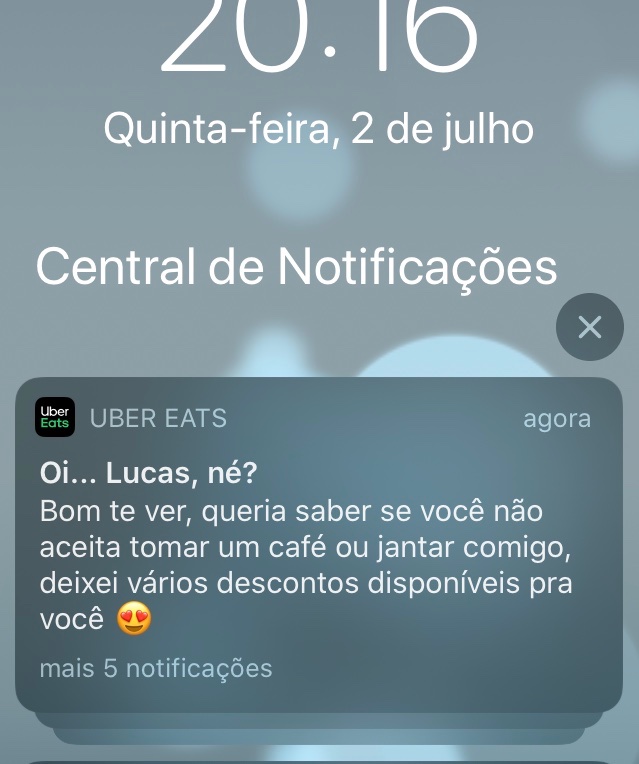 20:16
Quinta-feira, 2 de julho
Central de Notificações
Uber
Eats
UBER EATS
agora
Oi... Lucas, né?
Bom te ver, queria saber se você não
aceita tomar um café ou jantar comigo,
deixei vários descontos disponíveis pra
você 😍
mais 5 notificações